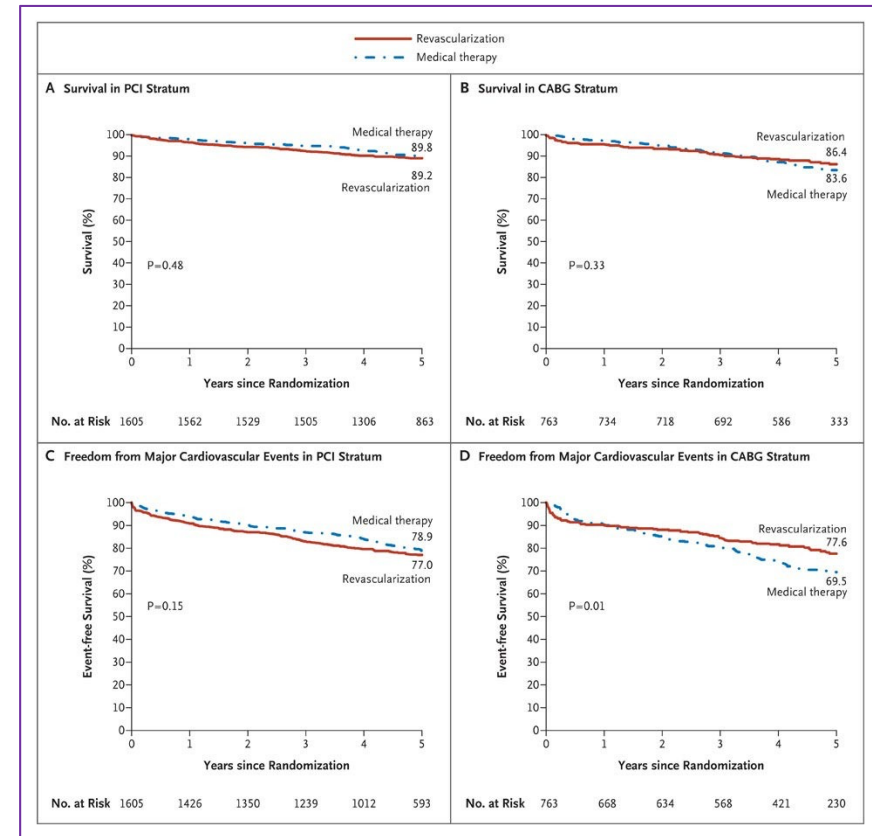 Revascularization
Medical therapy
A Survival in PCI Stratum
100
90
80
70
60
50
40
30
20
10
0
Survival (%)
Medical therapy
89.8
89.2
Revascularization
P=0.48
0 1 2 3 4 5
Years since Randomization
No. at Risk 1605 1562 1529 1505 1306 863
B Survival in CABG Stratum
100
90
80
70
60
50
40
30
20
10
0
Survival (%)
Revascularization
86.4
83.6
Medical therapy
P=0.33
0 1 2 3 4 5
Years since Randomization
No. at Risk 763 734 718 692 586 333
C Freedom from Major Cardiovascular Events in PCI Stratum
100
90
80
70
60
50
40
30
20
10
0
Event-free Survival (%)
Medical therapy
78.9
77.0
Revascularization
P=0.15
0 1 2 3 4 5
Years since Randomization
No. at Risk 1605 1426 1350 1239 1012 593
D Freedom from Major Cardiovascular Events in CABG Stratum
100
90
80
70
60
50
40
30
20
10
0
Event-free Survival (%)
Revascularization
77.6
69.5
Medical therapy
P=0.01
0 1 2 3 4 5
Years since Randomization
No. at Risk 763 668 634 568 421 230